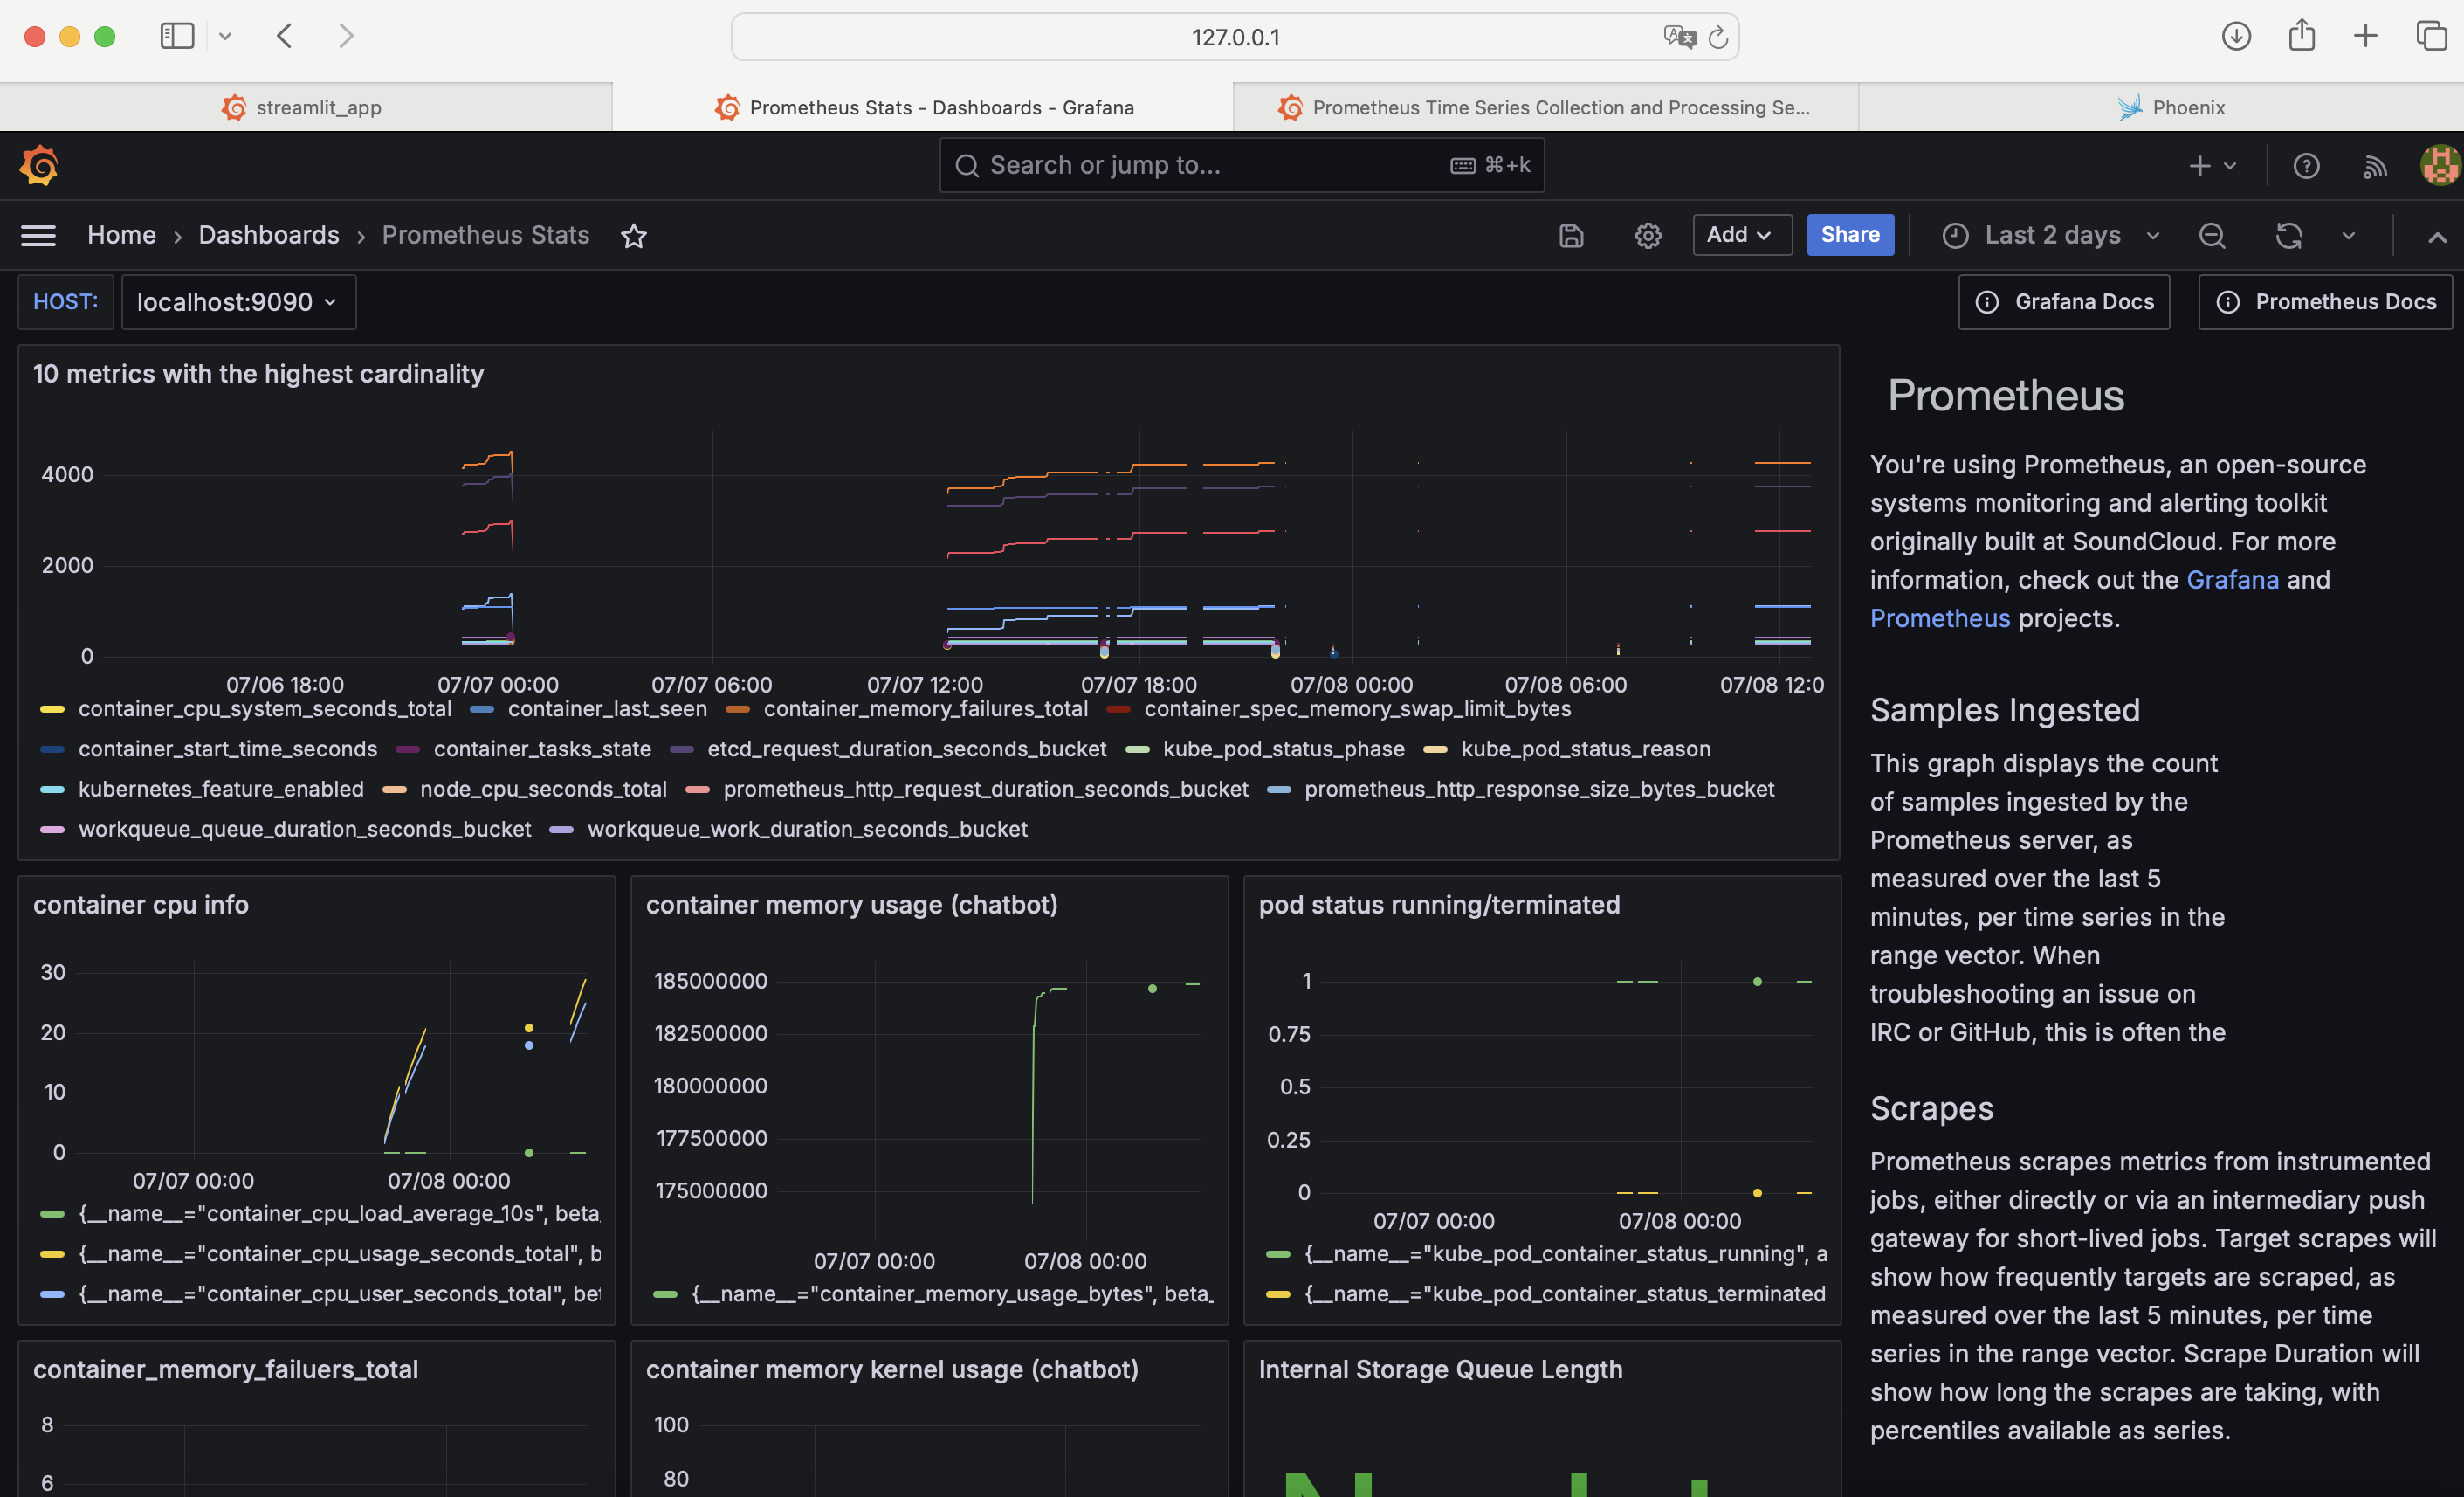 127.0.0.1
streamlit_app
Prometheus Stats - Dashboards - Grafana
Prometheus Time Series Collection and Processing Se...
Phoenix
Search or jump to...
⌘+k
Home › Dashboards › Prometheus Stats
Add
Share
Last 2 days
HOST:
localhost:9090
Grafana Docs
Prometheus Docs
10 metrics with the highest cardinality
4000
2000
0
07/06 18:00
07/07 00:00
07/07 06:00
07/07 12:00
07/07 18:00
07/08 00:00
07/08 06:00
07/08 12:0
container_cpu_system_seconds_total container_last_seen container_memory_failures_total container_spec_memory_swap_limit_bytes
container_start_time_seconds container_tasks_state etcd_request_duration_seconds_bucket kube_pod_status_phase kube_pod_status_reason
kubernetes_feature_enabled node_cpu_seconds_total prometheus_http_request_duration_seconds_bucket prometheus_http_response_size_bytes_bucket
workqueue_queue_duration_seconds_bucket workqueue_work_duration_seconds_bucket
Prometheus
You're using Prometheus, an open-source
systems monitoring and alerting toolkit
originally built at SoundCloud. For more
information, check out the Grafana and
Prometheus projects.
Samples Ingested
This graph displays the count
of samples ingested by the
Prometheus server, as
measured over the last 5
minutes, per time series in the
range vector. When
troubleshooting an issue on
IRC or GitHub, this is often the
Scrapes
Prometheus scrapes metrics from instrumented
jobs, either directly or via an intermediary push
gateway for short-lived jobs. Target scrapes will
show how frequently targets are scraped, as
measured over the last 5 minutes, per time
series in the range vector. Scrape Duration will
show how long the scrapes are taking, with
percentiles available as series.
container cpu info
30
20
10
0
07/07 00:00
07/08 00:00
{__name__="container_cpu_load_average_10s", beta_
{__name__="container_cpu_usage_seconds_total", b
{__name__="container_cpu_user_seconds_total", bet
container memory usage (chatbot)
185000000
182500000
180000000
177500000
175000000
07/07 00:00
07/08 00:00
{__name__="container_memory_usage_bytes", beta_
pod status running/terminated
1
0.75
0.5
0.25
0
07/07 00:00
07/08 00:00
{__name__="kube_pod_container_status_running", a
{__name__="kube_pod_container_status_terminated
container_memory_failuers_total
8
6
container memory kernel usage (chatbot)
100
80
Internal Storage Queue Length